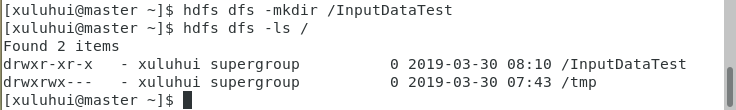 [xuluhui@master ~]$ hdfs dfs -mkdir /InputDataTest
[xuluhui@master ~]$ hdfs dfs -ls /
Found 2 items
drwxr-xr-x   - xuluhui supergroup          0 2019-03-30 08:10 /InputDataTest
drwxrwx---   - xuluhui supergroup          0 2019-03-30 07:43 /tmp
[xuluhui@master ~]$